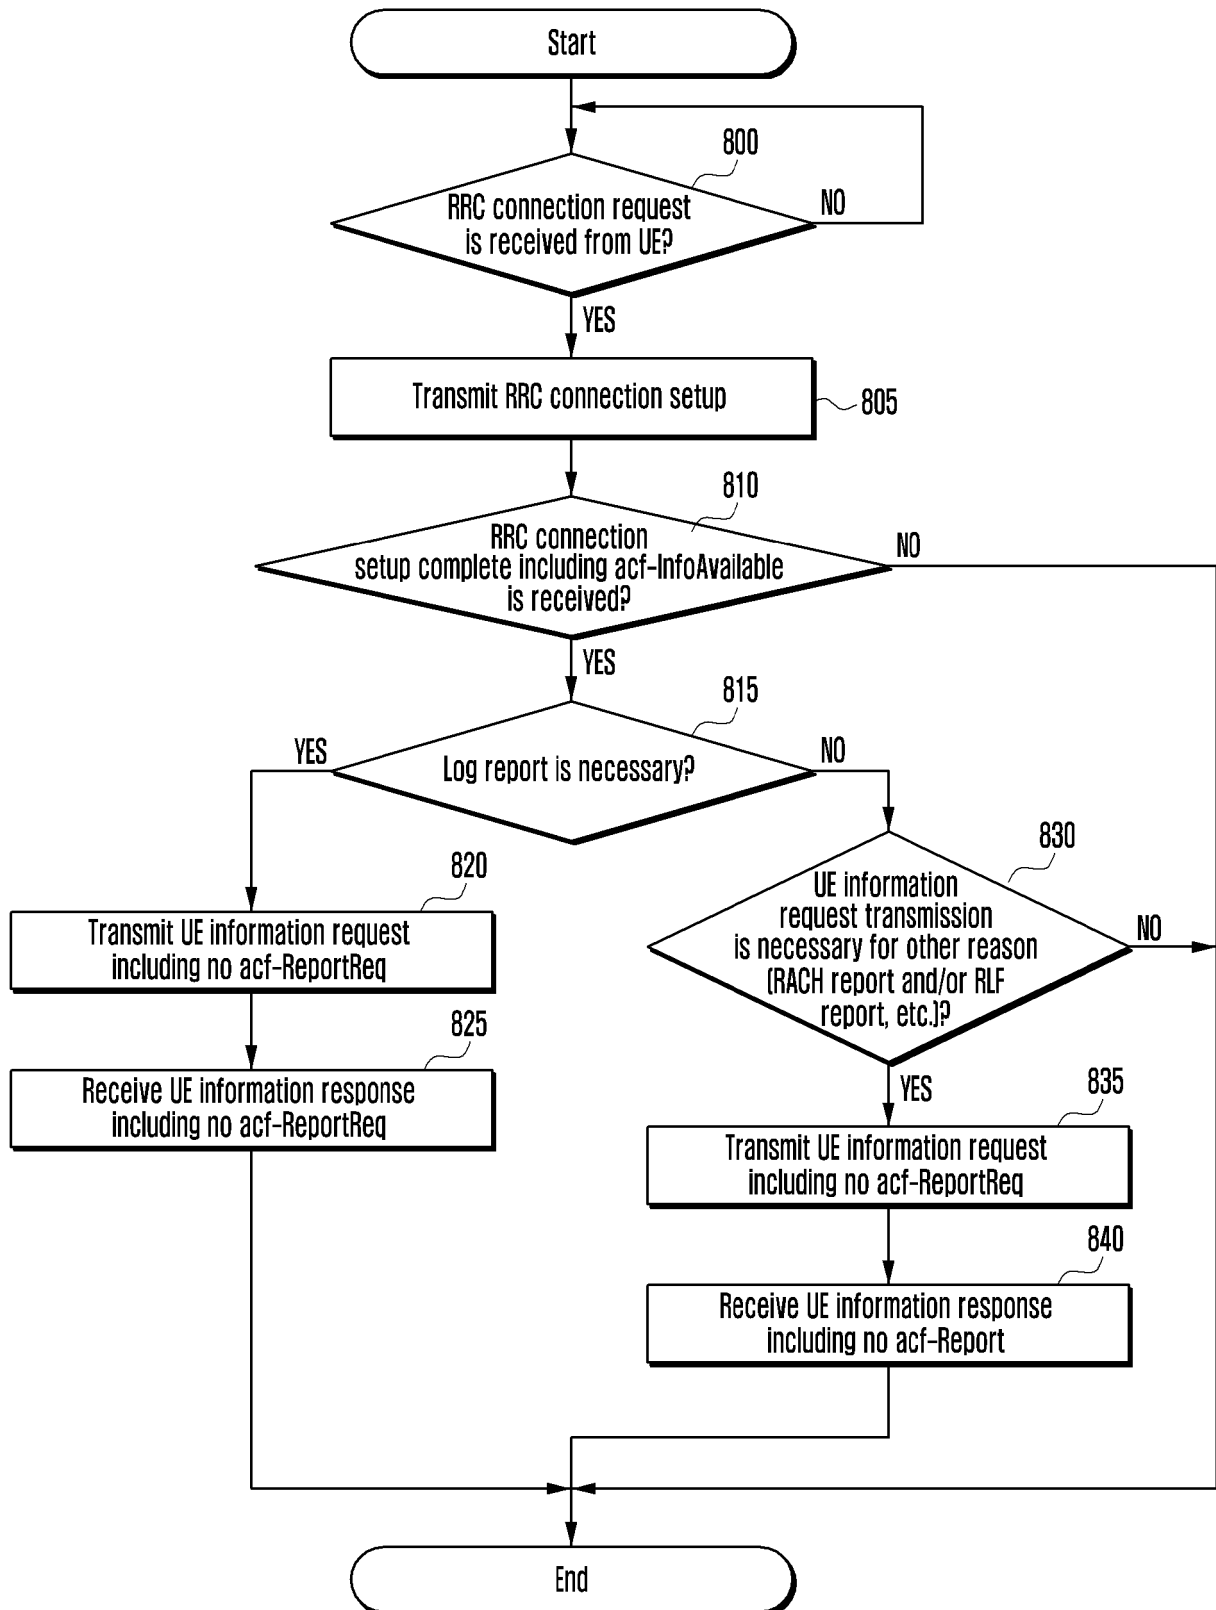 Start
800
RRC connection request
is received from UE?
NO
YES
Transmit RRC connection setup
805
810
RRC connection
setup complete including acf-InfoAvailable
is received?
NO
YES
815
Log report is necessary?
YES
NO
820
Transmit UE information request
including no acf-ReportReq
825
Receive UE information response
including no acf-ReportReq
830
UE information
request transmission
is necessary for other reason
(RACH report and/or RLF
report, etc.)?
NO
YES
835
Transmit UE information request
including no acf-ReportReq
840
Receive UE information response
including no acf-Report
End